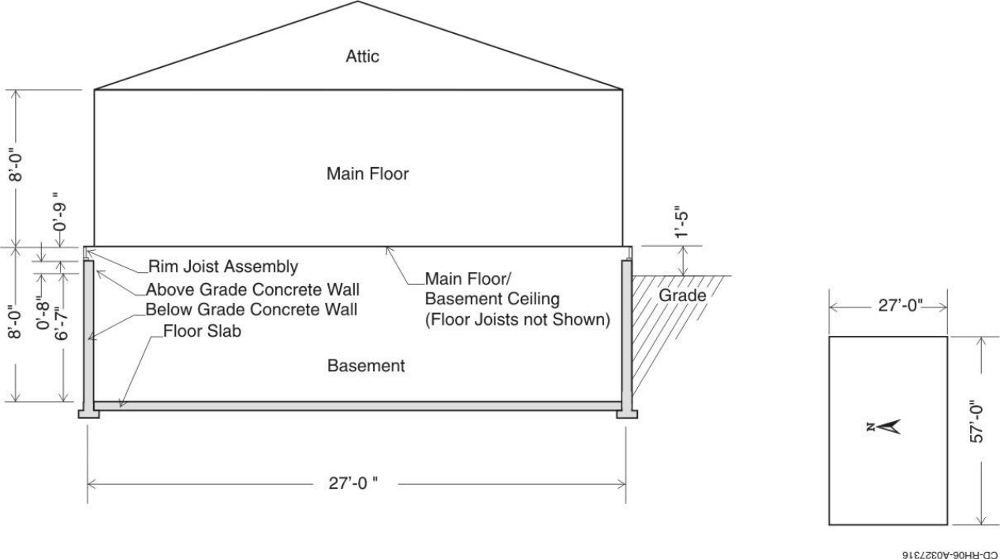 Attic
8'-0"
Main Floor
0'-9 "
1'-5"
Rim Joist Assembly
Above Grade Concrete Wall
Below Grade Concrete Wall
Floor Slab
Main Floor/
Basement Ceiling
(Floor Joists not Shown)
Grade
8'-0"
0'-8"
6'-7"
Basement
27'-0 "
27'-0"
57'-0"
N
CD-RH06-A0327316